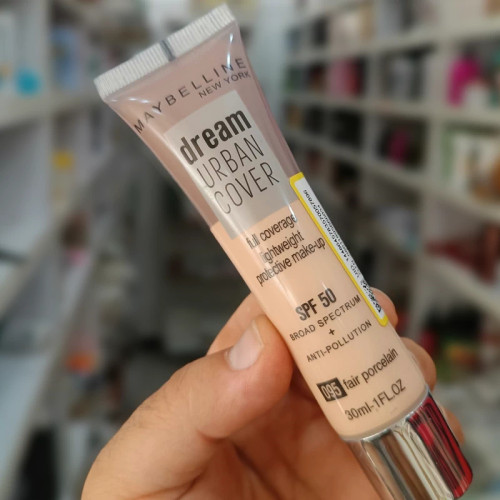 MAYBELLINE
NEW YORK
dream
URBAN
COVER
full coverage
lightweight
protective make-up
SPF 50
BROAD SPECTRUM
+
ANTI-POLLUTION
095 fair porcelain
30ml-1FL.OZ